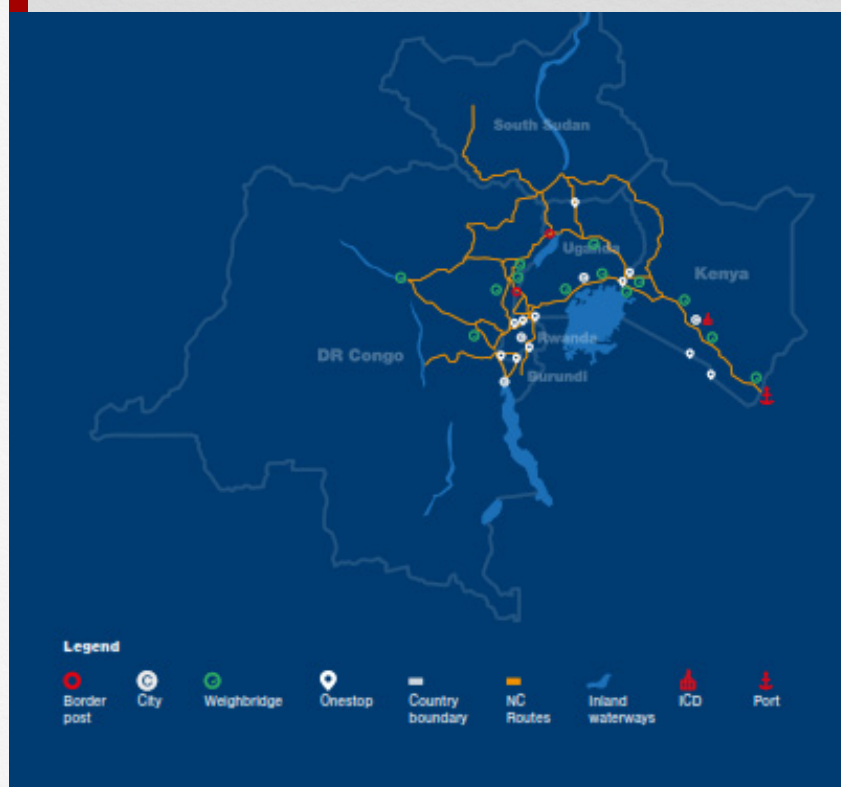 South Sudan
Uganda
Kenya
DR Congo
Rwanda
Burundi
Legend
Border post
C City
Weighbridge
Onestop
Country boundary
NC Routes
Inland waterways
ICD
Port